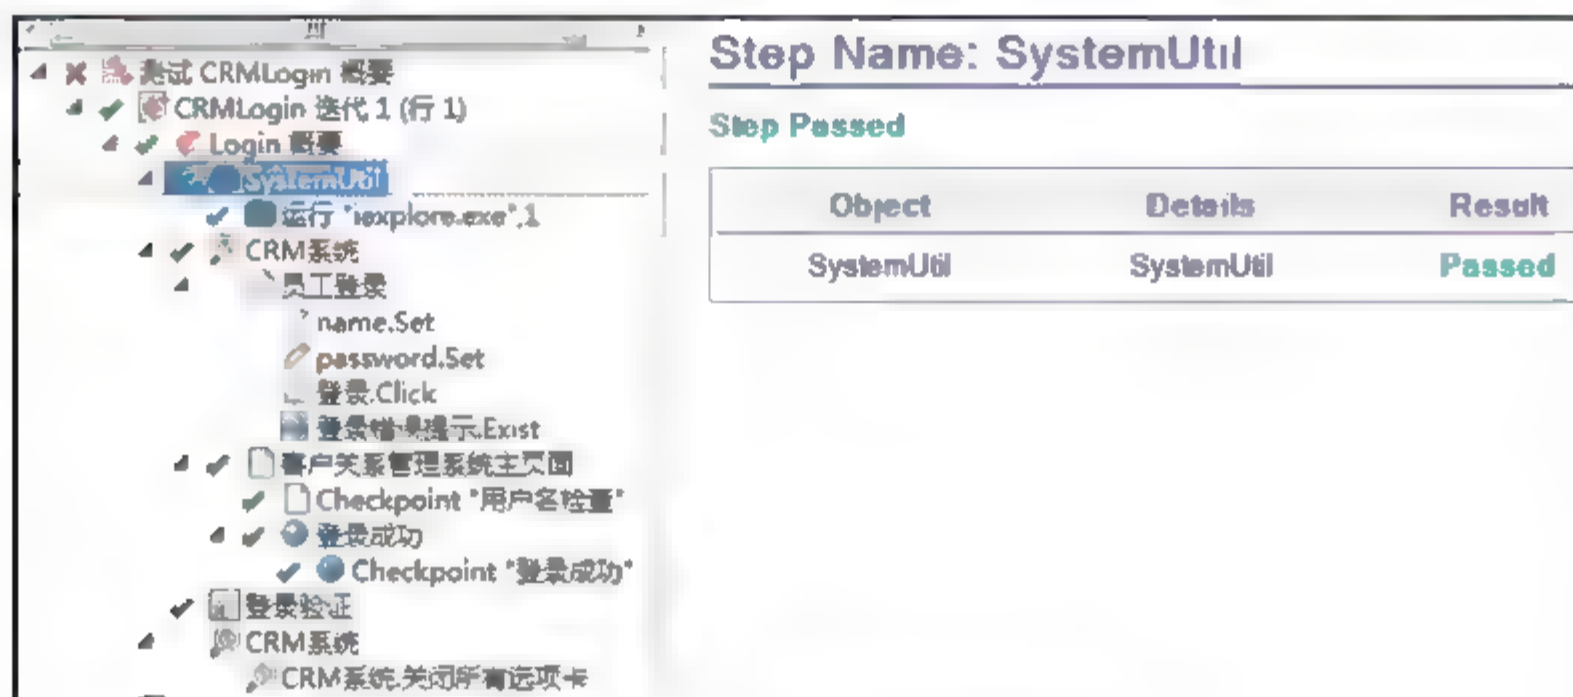 测试 CRMLogin 概要
CRMLogin 迭代 1 (行 1)
Login 概要
SystemUtil
运行 "iexplore.exe",1
CRM系统
员工登录
name.Set
password.Set
登录.Click
登录错误提示.Exist
客户关系管理系统主页面
Checkpoint "用户名检查"
登录成功
Checkpoint "登录成功"
登录验证
CRM系统
CRM系统.关闭所有选项卡
Step Name: SystemUtil
Step Passed
Object Details Result
SystemUtil SystemUtil Passed